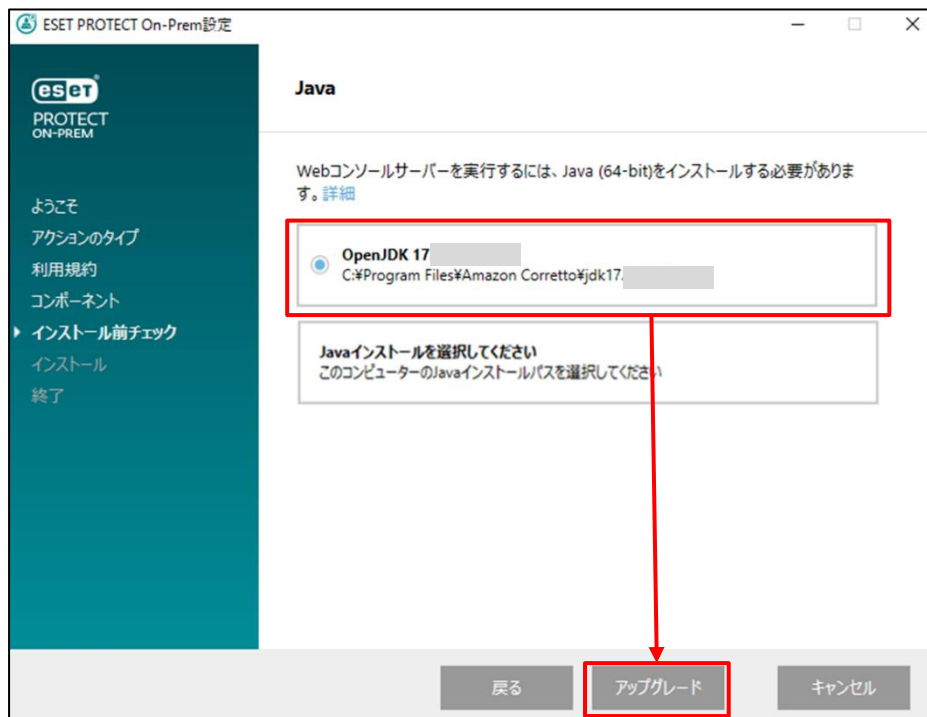 ESET PROTECT On-Prem設定
eset
PROTECT
ON-PREM
ようこそ
アクションのタイプ
利用規約
コンポーネント
インストール前チェック
インストール
終了
Java
Webコンソールサーバーを実行するには、Java (64-bit)をインストールする必要がありま
す。詳細
OpenJDK 17
C:¥Program Files¥Amazon Corretto¥jdk17.
Javaインストールを選択してください
このコンピューターのJavaインストールパスを選択してください
戻る
アップグレード
キャンセル